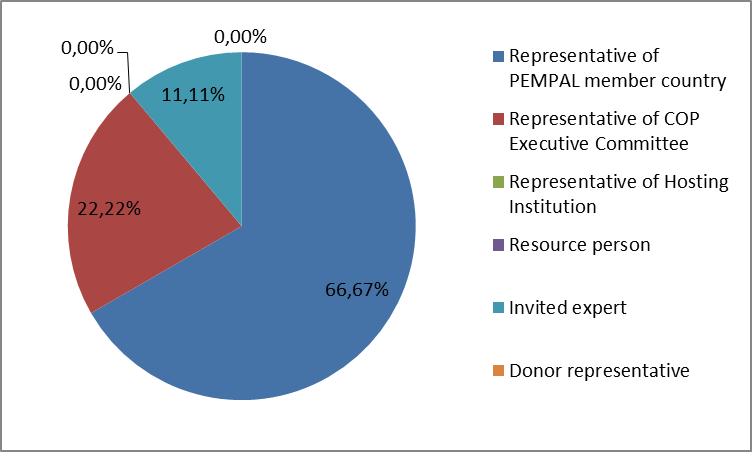 0,00%
0,00%
0,00%
11,11%
22,22%
66,67%
Representative of
PEMPAL member country
Representative of COP
Executive Committee
Representative of Hosting
Institution
Resource person
Invited expert
Donor representative